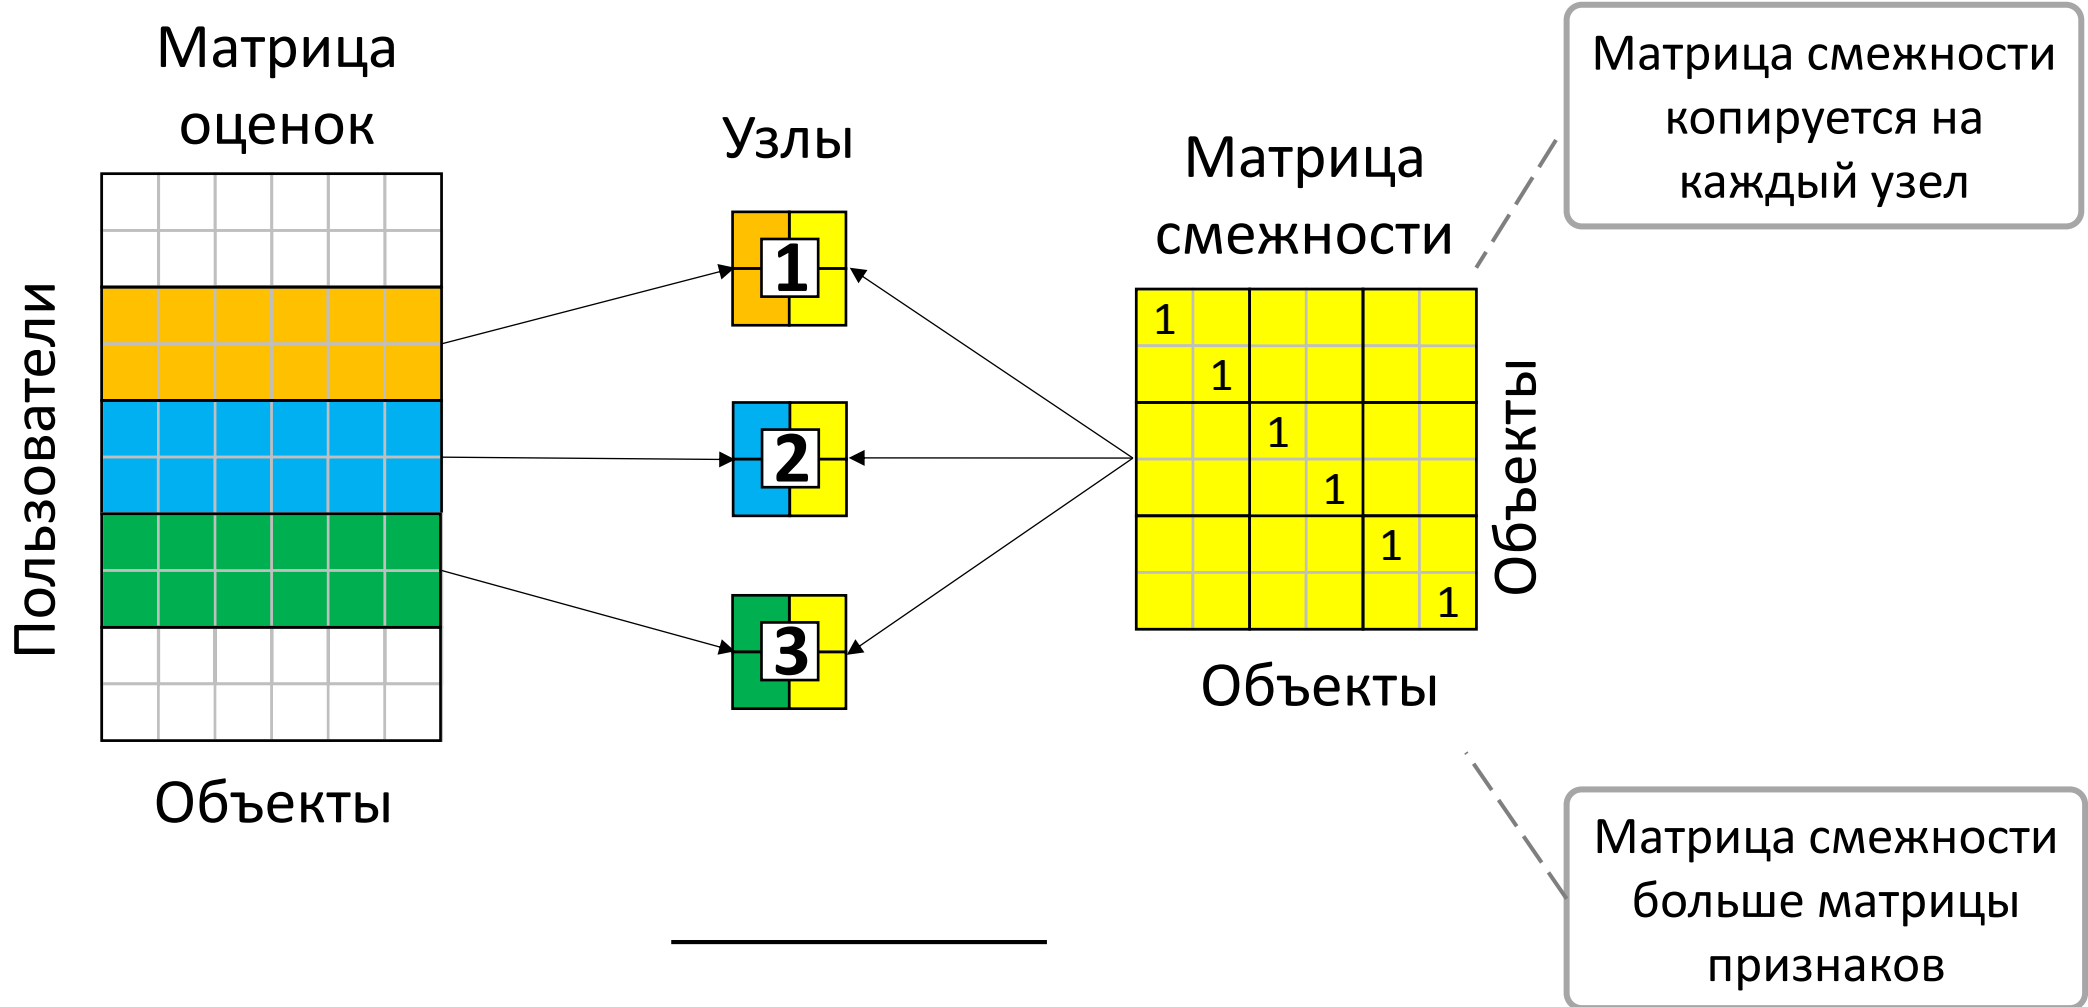 Матрица
оценок
Пользователи
Объекты
Узлы
1
2
3
Матрица
смежности
1
1
1
1
1
1
Объекты
Объекты
Матрица смежности
копируется на
каждый узел
Матрица смежности
больше матрицы
признаков